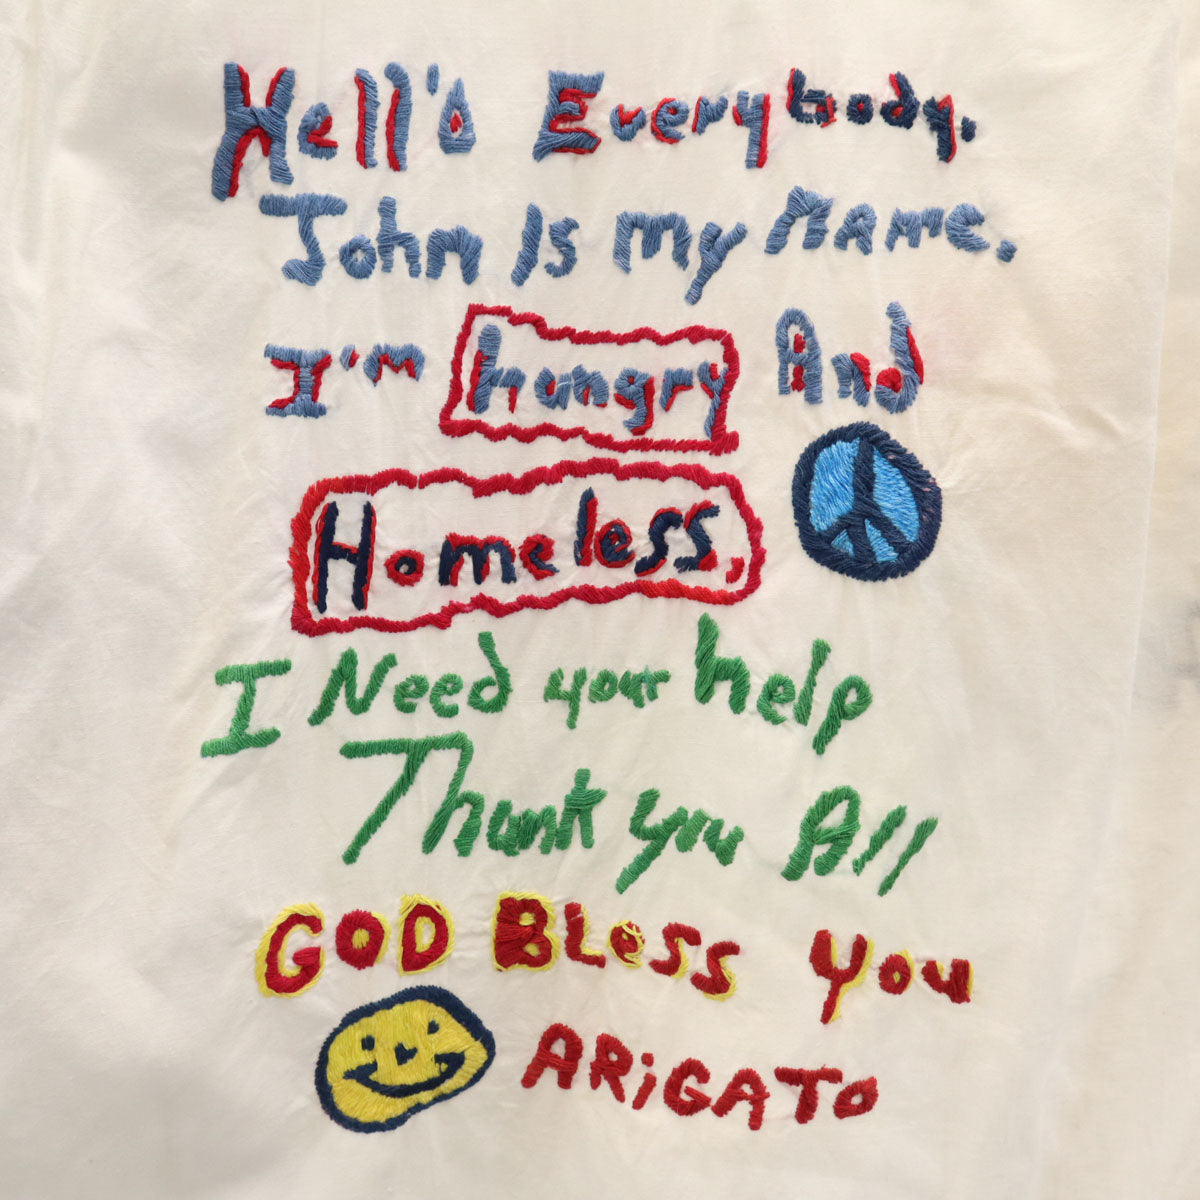 Hell'o Everybody.
John Is my NAME.
I'm hungry And
Homeless.
I Need your help
Thank you All
GOD BLess You
ARiGATO